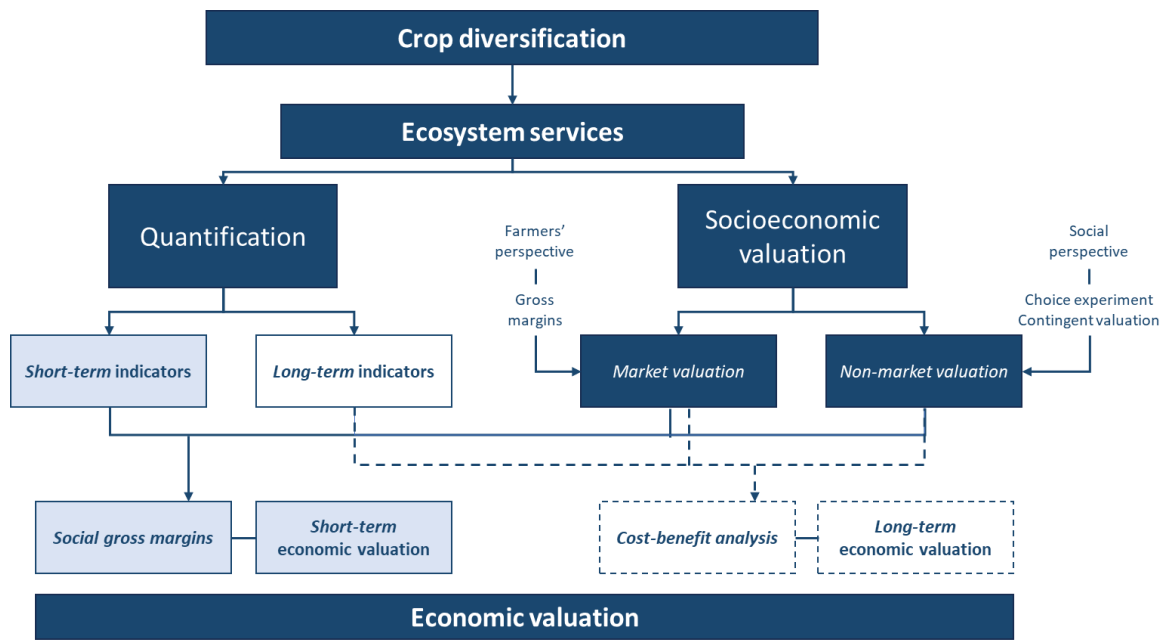 Crop diversification
Ecosystem services
Quantification
Farmers’
perspective
Gross
margins
Socioeconomic
valuation
Social
perspective
Choice experiment
Contingent valuation
Short-term indicators
Long-term indicators
Market valuation
Non-market valuation
Social gross margins
Short-term
economic valuation
Cost-benefit analysis
Long-term
economic valuation
Economic valuation